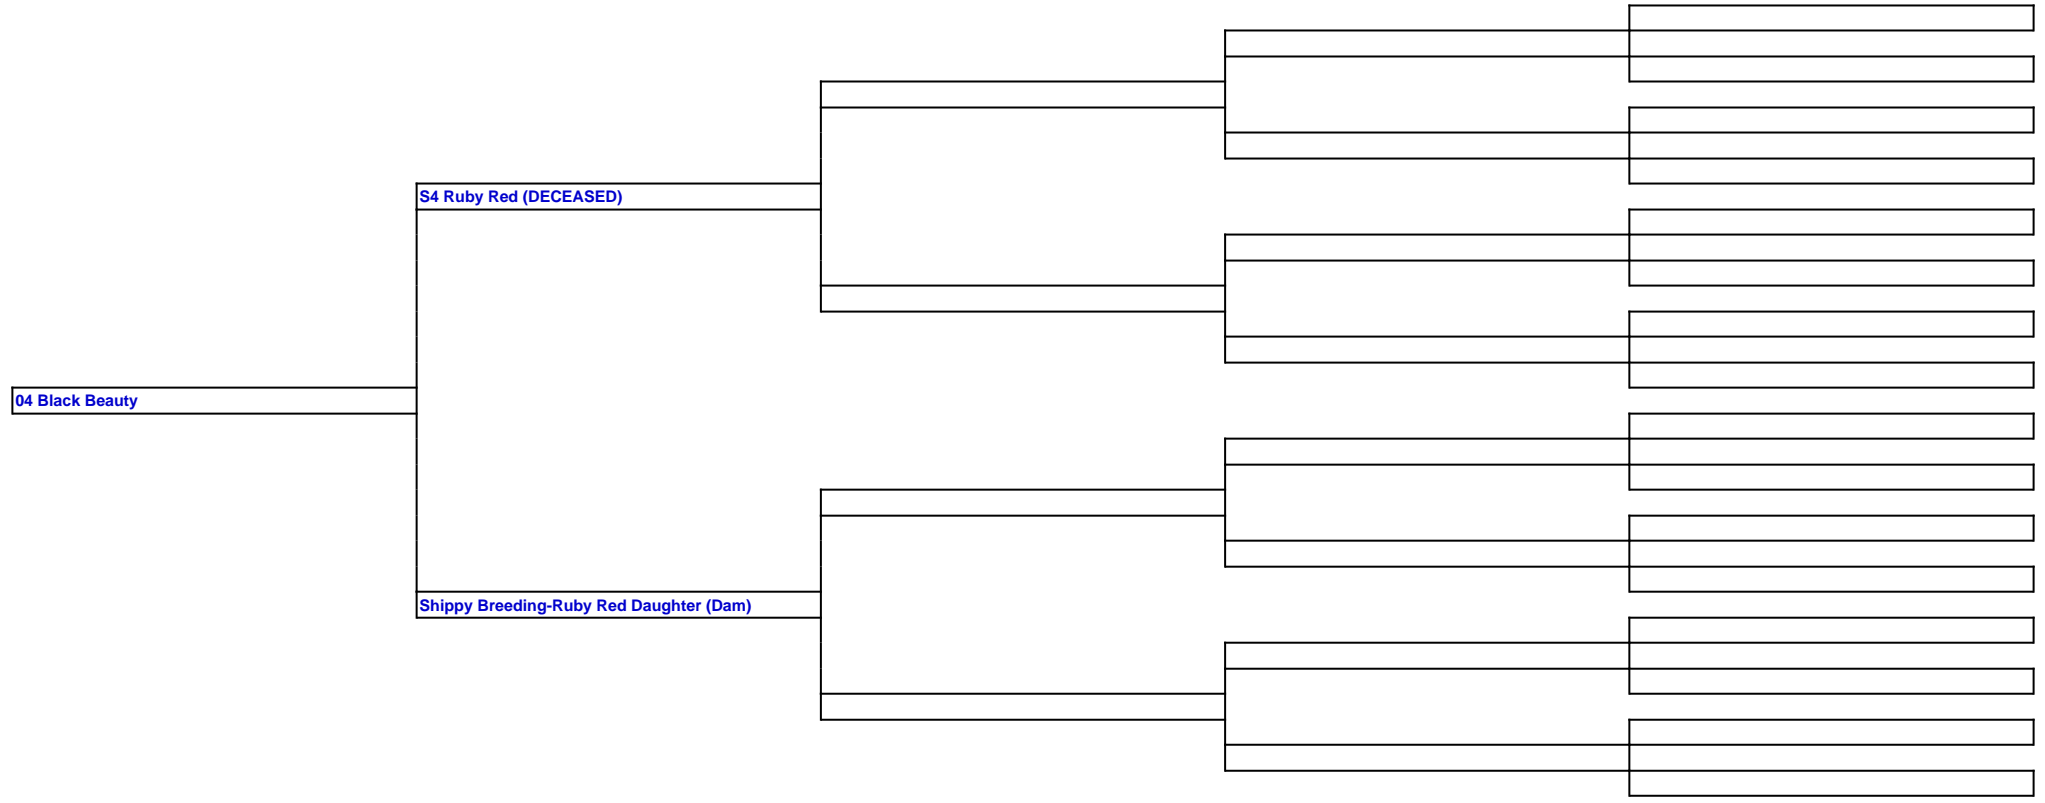 S4 Ruby Red (DECEASED)
04 Black Beauty
Shippy Breeding-Ruby Red Daughter (Dam)